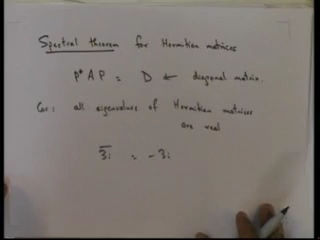 Spectral theorem for Hermitian matrices
P* A P = D ← diagonal matrix.
Cor: all eigenvalues of Hermitian matrices
are real
3i̅ = -3i